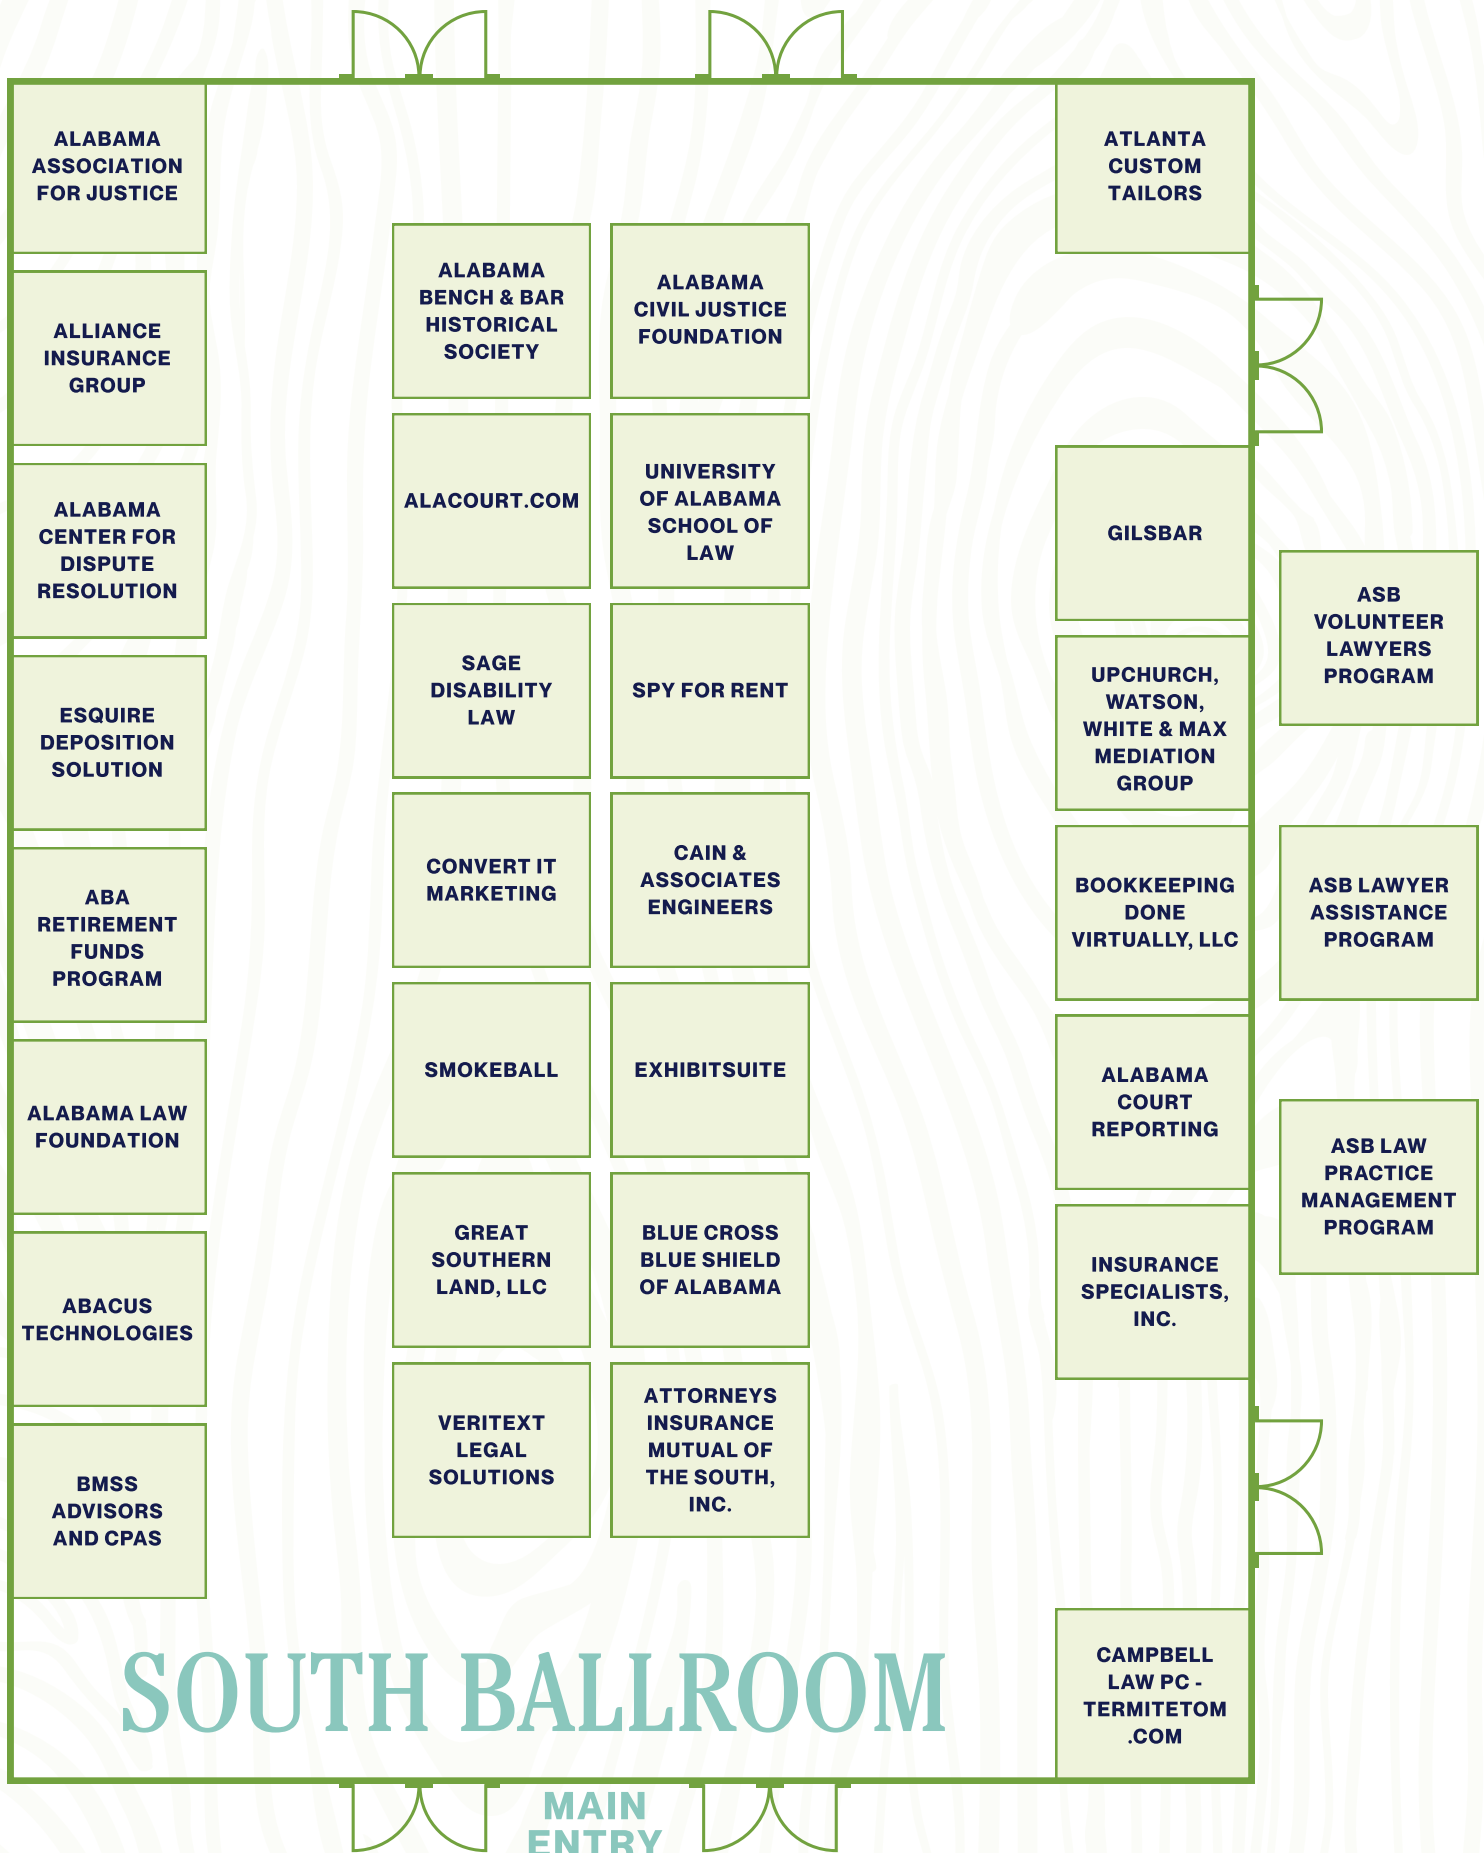 ALABAMA
ASSOCIATION
FOR JUSTICE
ALLIANCE
INSURANCE
GROUP
ALABAMA
CENTER FOR
DISPUTE
RESOLUTION
ESQUIRE
DEPOSITION
SOLUTION
ABA
RETIREMENT
FUNDS
PROGRAM
ALABAMA LAW
FOUNDATION
ABACUS
TECHNOLOGIES
BMSS
ADVISORS
AND CPAS
ALABAMA
BENCH & BAR
HISTORICAL
SOCIETY
ALACOURT.COM
SAGE
DISABILITY
LAW
CONVERT IT
MARKETING
SMOKEBALL
GREAT
SOUTHERN
LAND, LLC
VERITEXT
LEGAL
SOLUTIONS
ALABAMA
CIVIL JUSTICE
FOUNDATION
UNIVERSITY
OF ALABAMA
SCHOOL OF
LAW
SPY FOR RENT
CAIN &
ASSOCIATES
ENGINEERS
EXHIBITSUITE
BLUE CROSS
BLUE SHIELD
OF ALABAMA
ATTORNEYS
INSURANCE
MUTUAL OF
THE SOUTH,
INC.
ATLANTA
CUSTOM
TAILORS
GILSBAR
UPCHURCH,
WATSON,
WHITE & MAX
MEDIATION
GROUP
BOOKKEEPING
DONE
VIRTUALLY, LLC
ALABAMA
COURT
REPORTING
INSURANCE
SPECIALISTS,
INC.
CAMPBELL
LAW PC -
TERMITETOM
.COM
ASB
VOLUNTEER
LAWYERS
PROGRAM
ASB LAWYER
ASSISTANCE
PROGRAM
ASB LAW
PRACTICE
MANAGEMENT
PROGRAM
SOUTH BALLROOM
MAIN
ENTRY